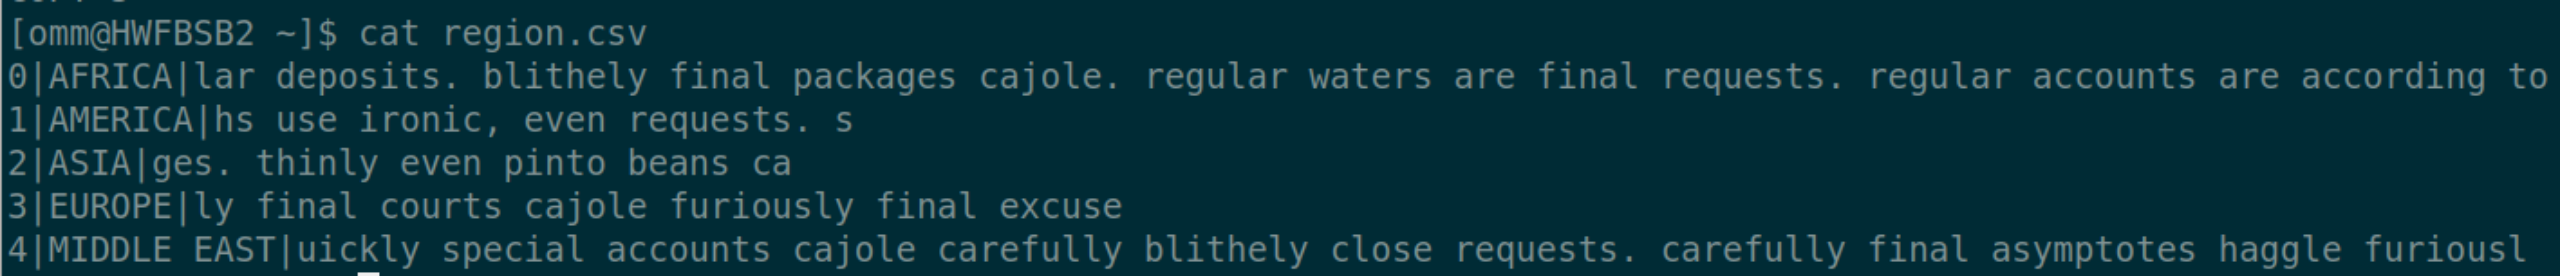 [omm@HWFBSB2 ~]$ cat region.csv
0|AFRICA|lar deposits. blithely final packages cajole. regular waters are final requests. regular accounts are according to
1|AMERICA|hs use ironic, even requests. s
2|ASIA|ges. thinly even pinto beans ca
3|EUROPE|ly final courts cajole furiously final excuse
4|MIDDLE EAST|uickly special accounts cajole carefully blithely close requests. carefully final asymptotes haggle furiousl